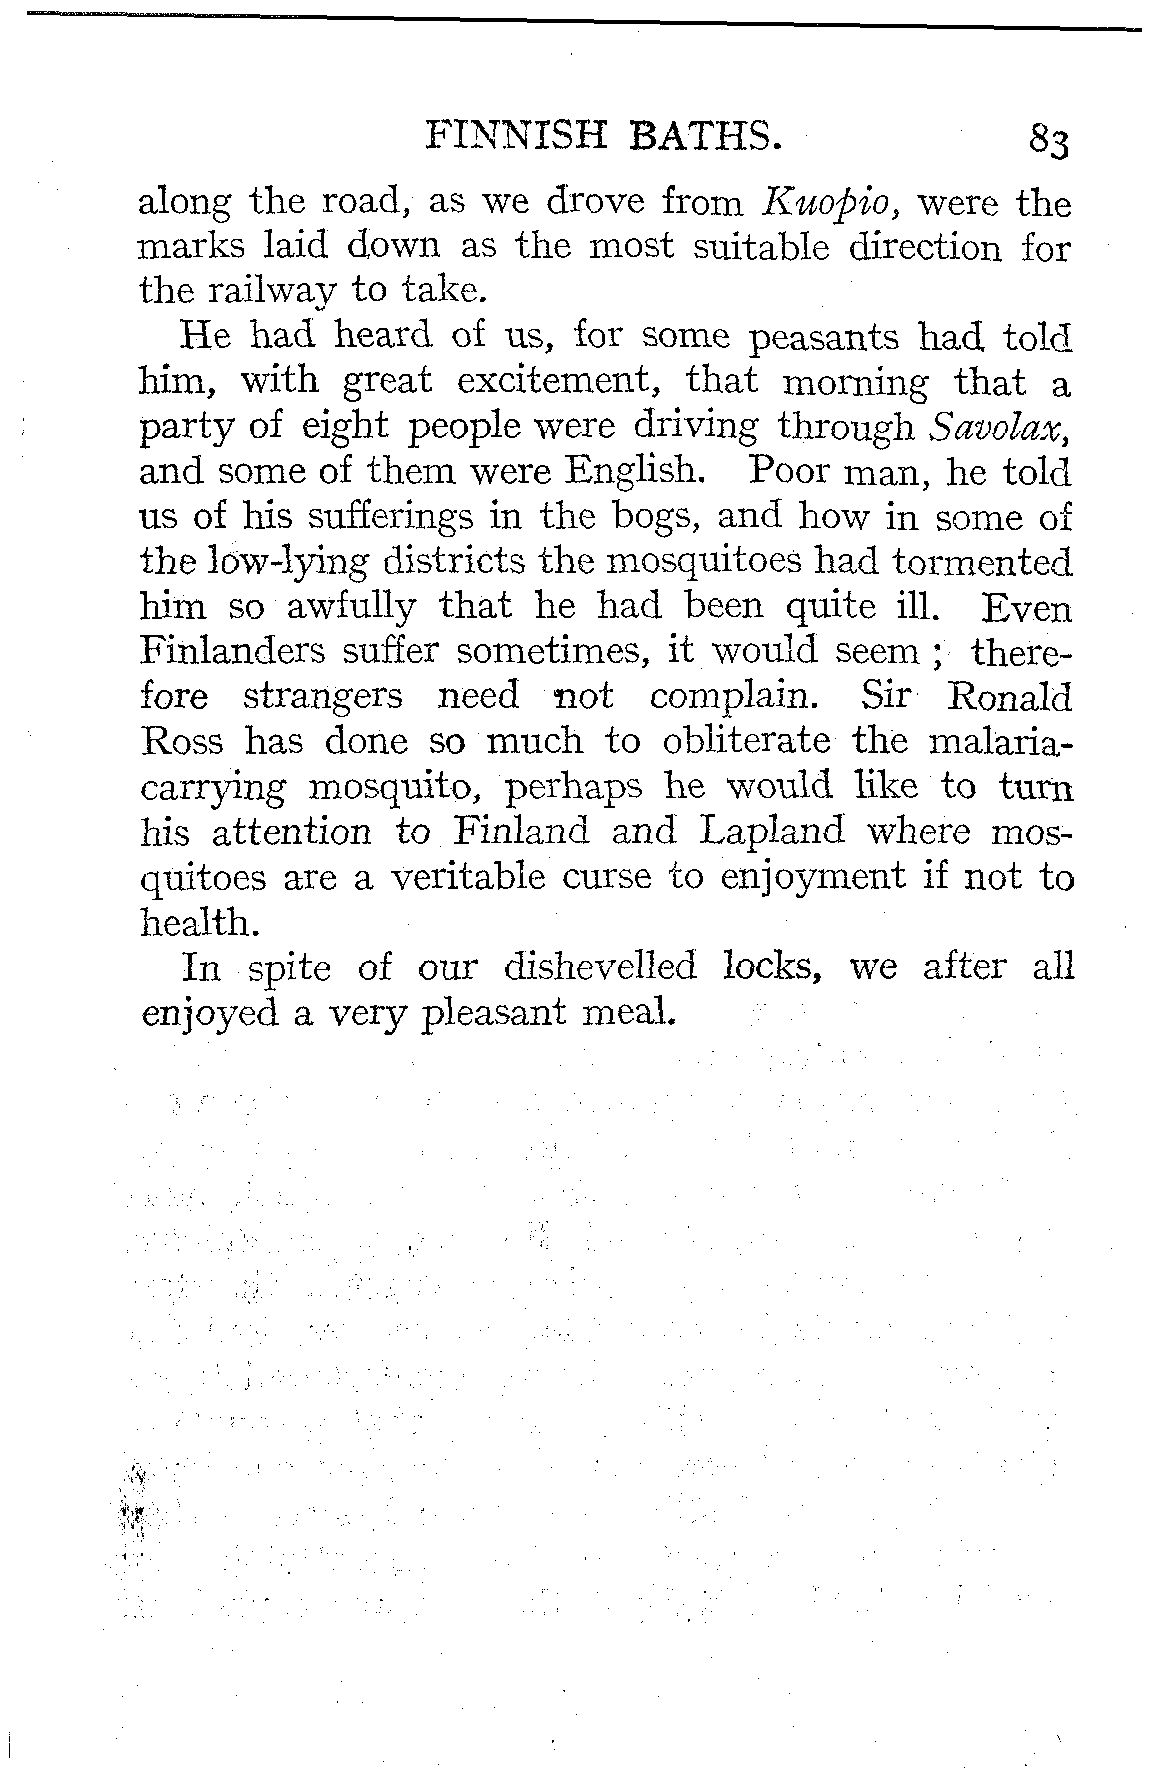 FINNISH BATHS. 83
along the road, as we drove from Kuopio, were the
marks laid down as the most suitable direction for
the railway to take.
He had heard of us, for some peasants had told
him, with great excitement, that morning that a
party of eight people were driving through Savolax,
and some of them were English. Poor man, he told
us of his sufferings in the bogs, and how in some of
the low-lying districts the mosquitoes had tormented
him so awfully that he had been quite ill. Even
Finlanders suffer sometimes, it would seem ; there-
fore strangers need not complain. Sir Ronald
Ross has done so much to obliterate the malaria-
carrying mosquito, perhaps he would like to turn
his attention to Finland and Lapland where mos-
quitoes are a veritable curse to enjoyment if not to
health.
In spite of our dishevelled locks, we after all
enjoyed a very pleasant meal.